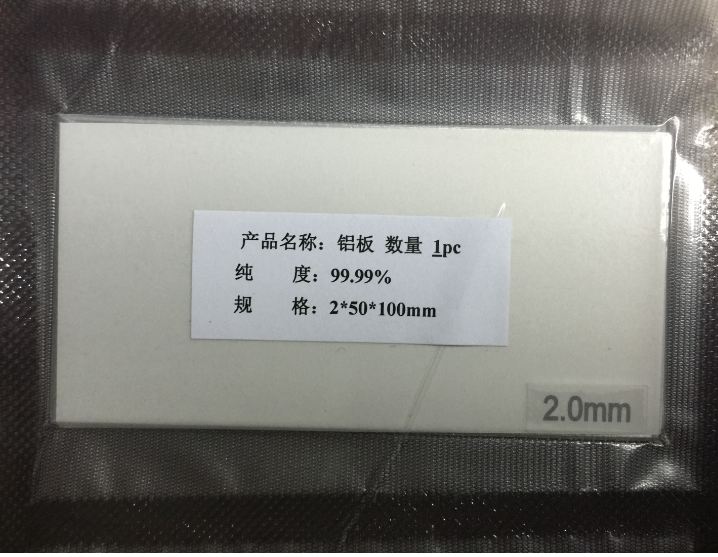 产品名称：铝板 数量 1pc
纯 度：99.99%
规 格：2*50*100mm
2.0mm